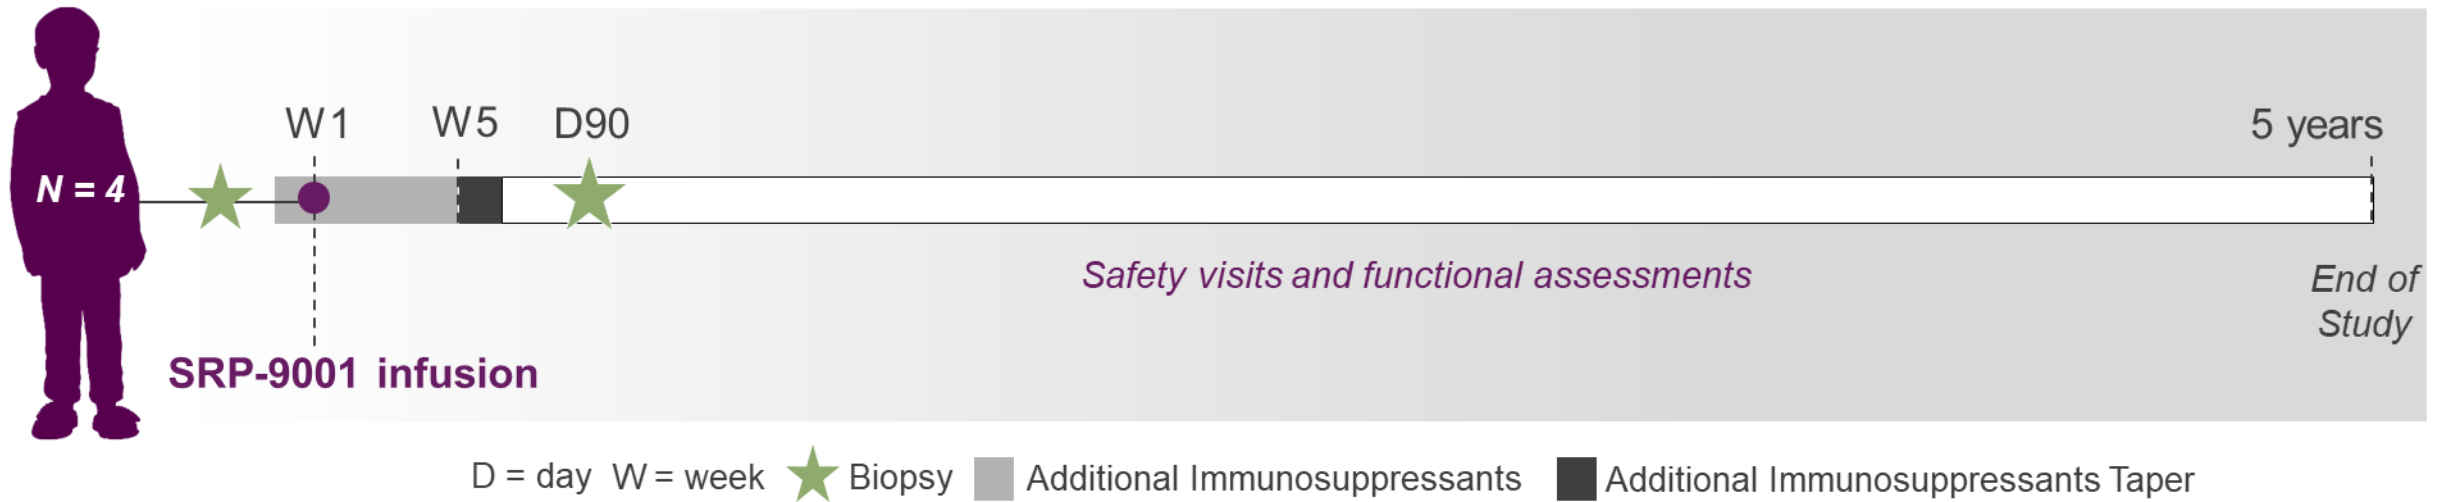 W1 W5 D90 5 years
N = 4
Safety visits and functional assessments
End of
Study
SRP-9001 infusion
D = day W = week Biopsy Additional Immunosuppressants Additional Immunosuppressants Taper